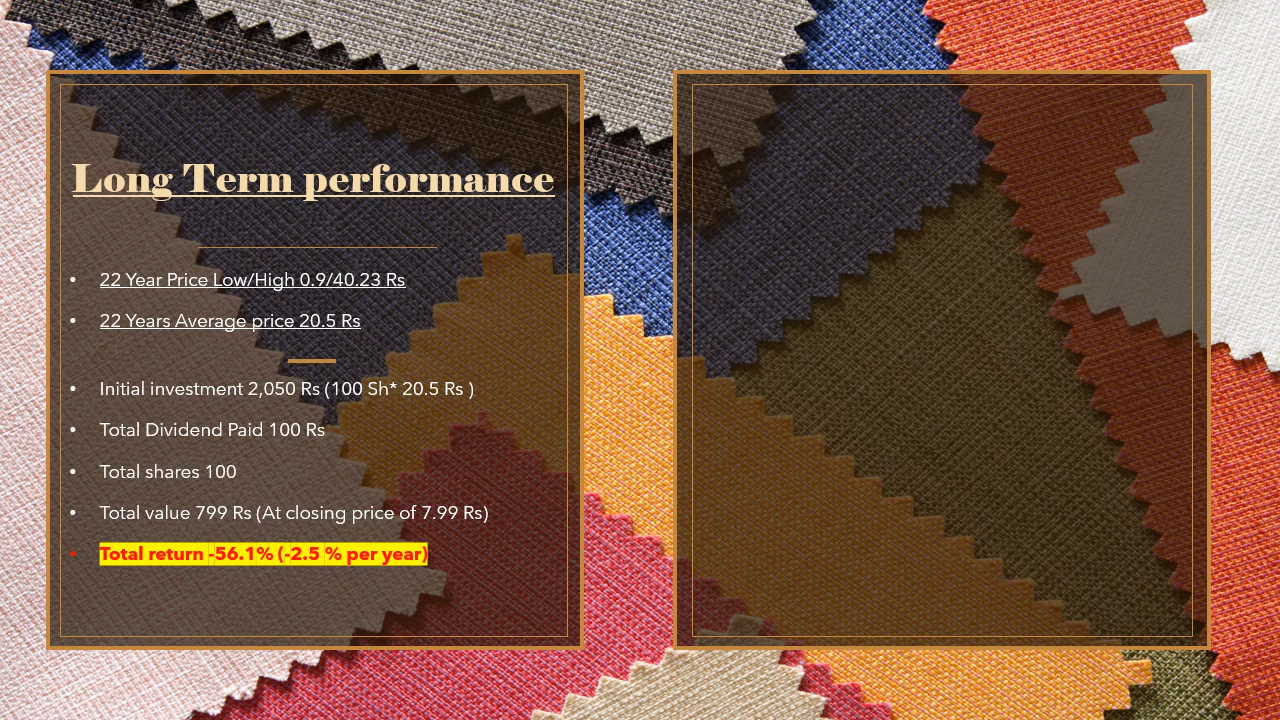 Long Term performance
• 22 Year Price Low/High 0.9/40.23 Rs
• 22 Years Average price 20.5 Rs
• Initial investment 2,050 Rs (100 Sh* 20.5 Rs )
• Total Dividend Paid 100 Rs
• Total shares 100
• Total value 799 Rs (At closing price of 7.99 Rs)
• Total return -56.1% (-2.5 % per year)